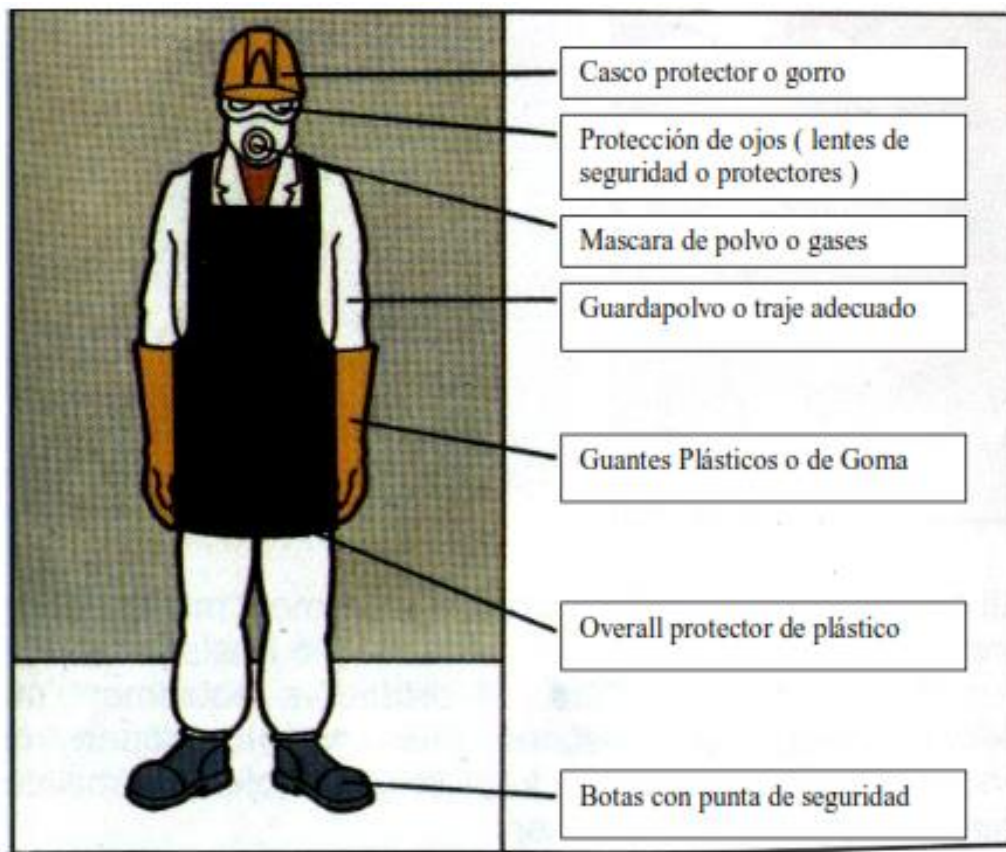 Casco protector o gorro
Protección de ojos ( lentes de
seguridad o protectores )
Mascara de polvo o gases
Guardapolvo o traje adecuado
Guantes Plásticos o de Goma
Overall protector de plástico
Botas con punta de seguridad